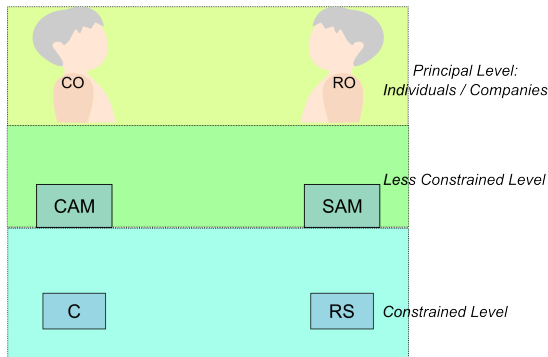 CO
RO
Principal Level:
Individuals / Companies
Less Constrained Level
CAM
SAM
C
RS
Constrained Level